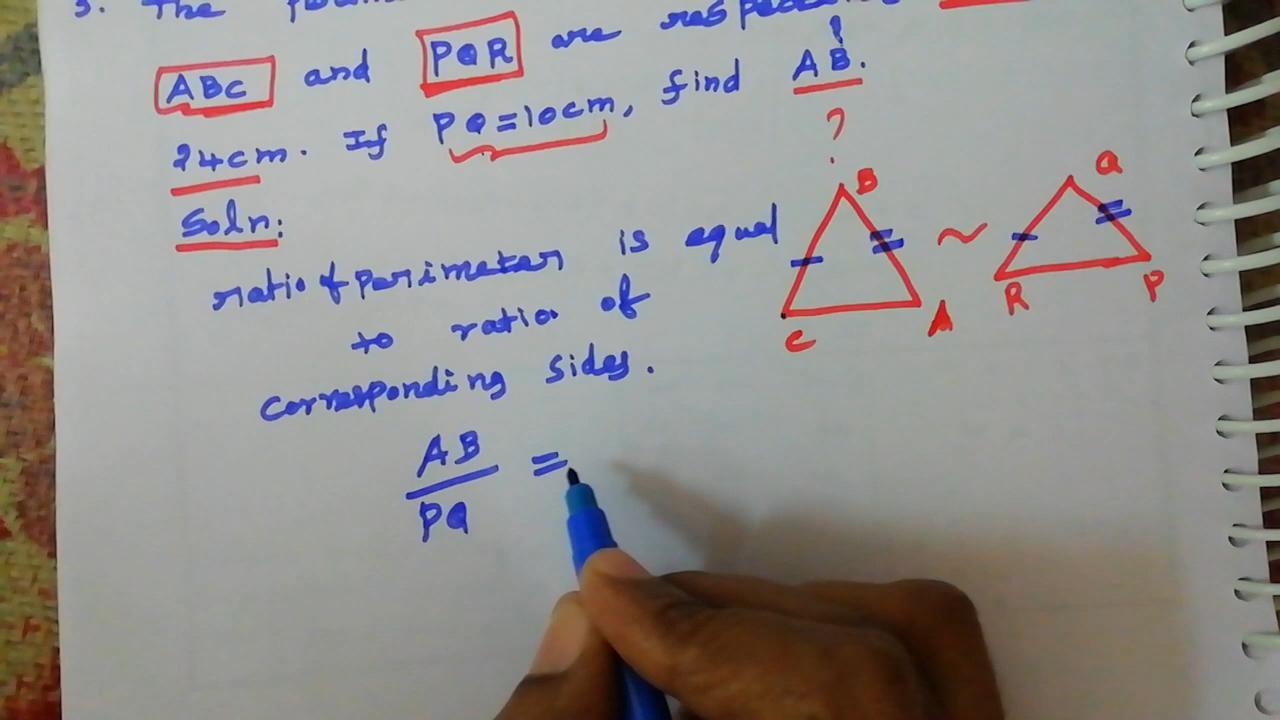 3. The
ABC and PQR are
24cm. If PQ=10cm, find AB.
?
Soln:
ratio of perimeter is equal
to ratio of
corresponding sides.
B
C
A
~
Q
R
P
AB
PQ
=